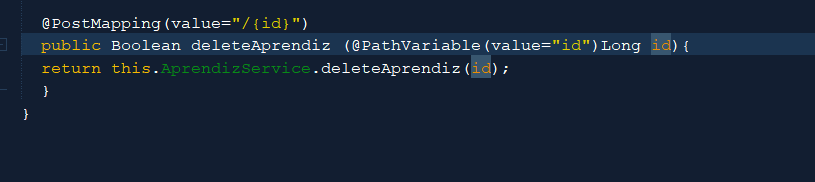 @PostMapping(value="/{id}")
public Boolean deleteAprendiz (@PathVariable(value="id")Long id){
return this.AprendizService.deleteAprendiz(id);
}
}